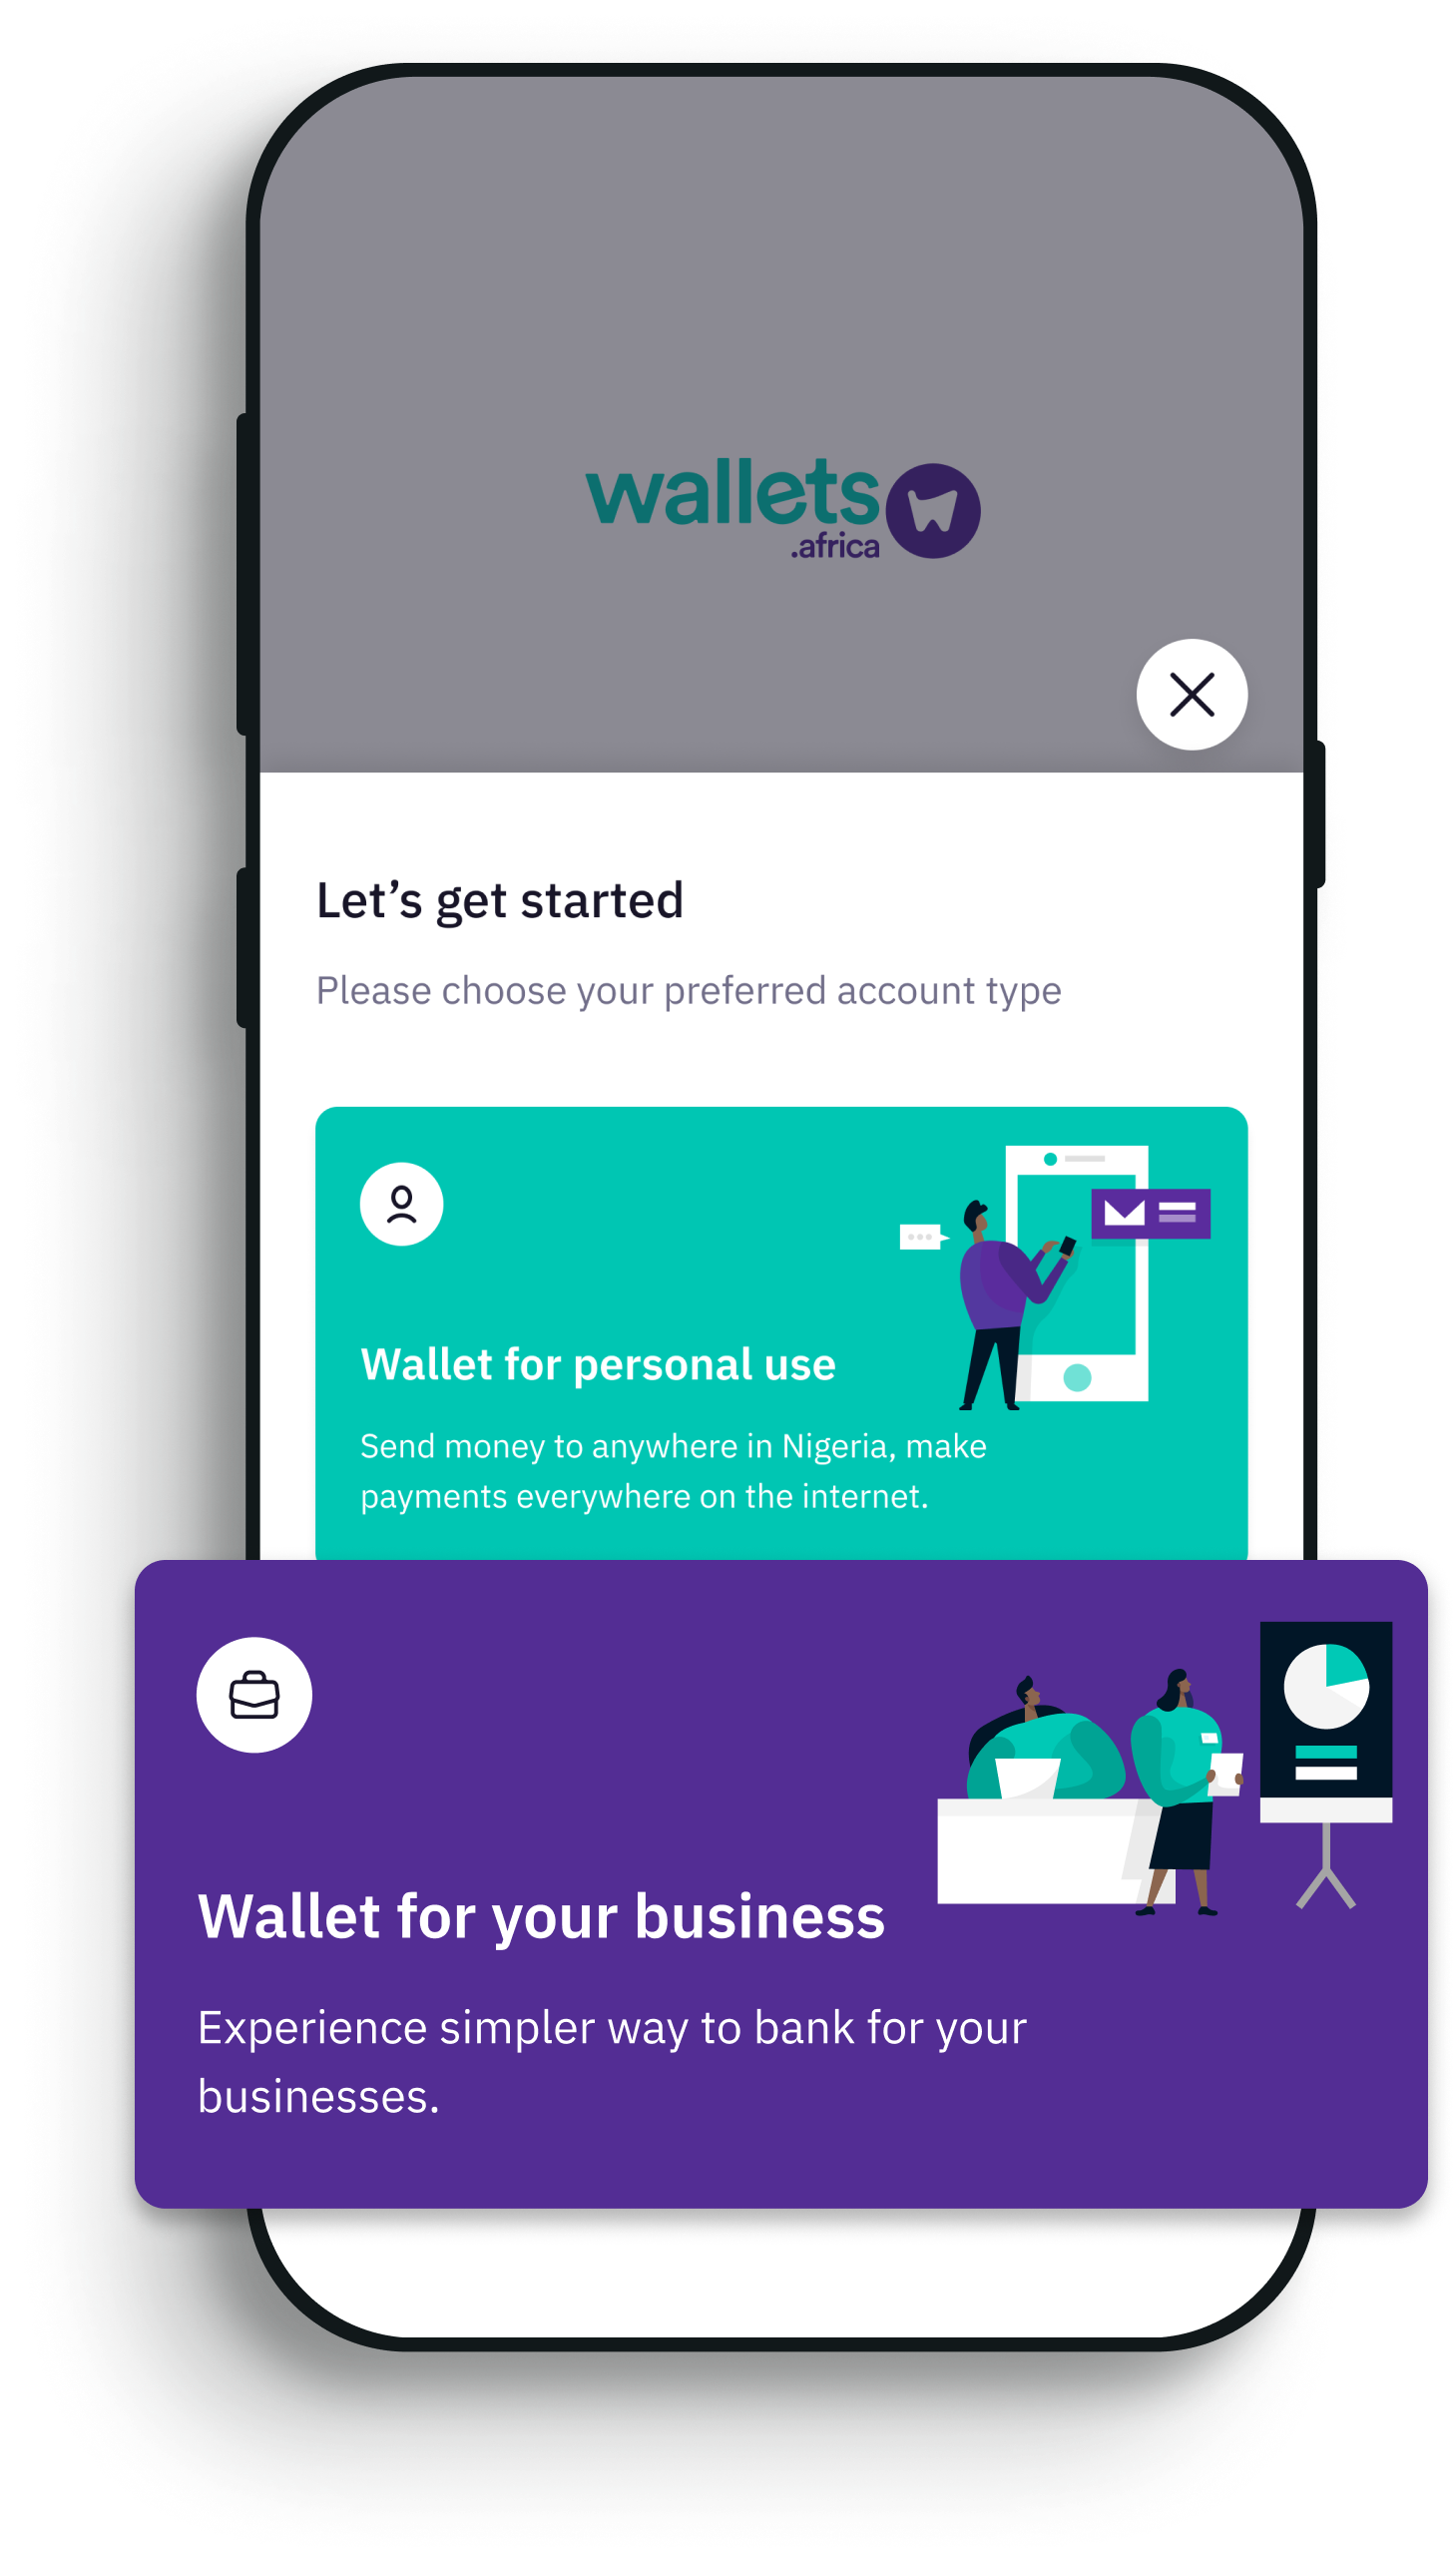 wallets
.africa
Let’s get started
Please choose your preferred account type
Wallet for personal use
Send money to anywhere in Nigeria, make
payments everywhere on the internet.
Wallet for your business
Experience simpler way to bank for your
businesses.